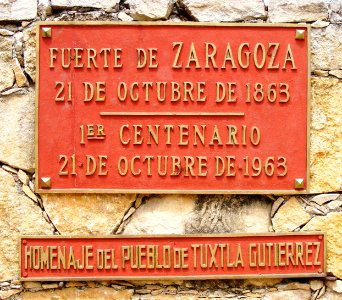 FUERTE DE ZARAGOZA
21 DE OCTUBRE DE 1863
1ER CENTENARIO
21·DE OCTUBRE·DE·1963
HOMENAJE DEL PUEBLO DE TUXTLA GUTIERREZ